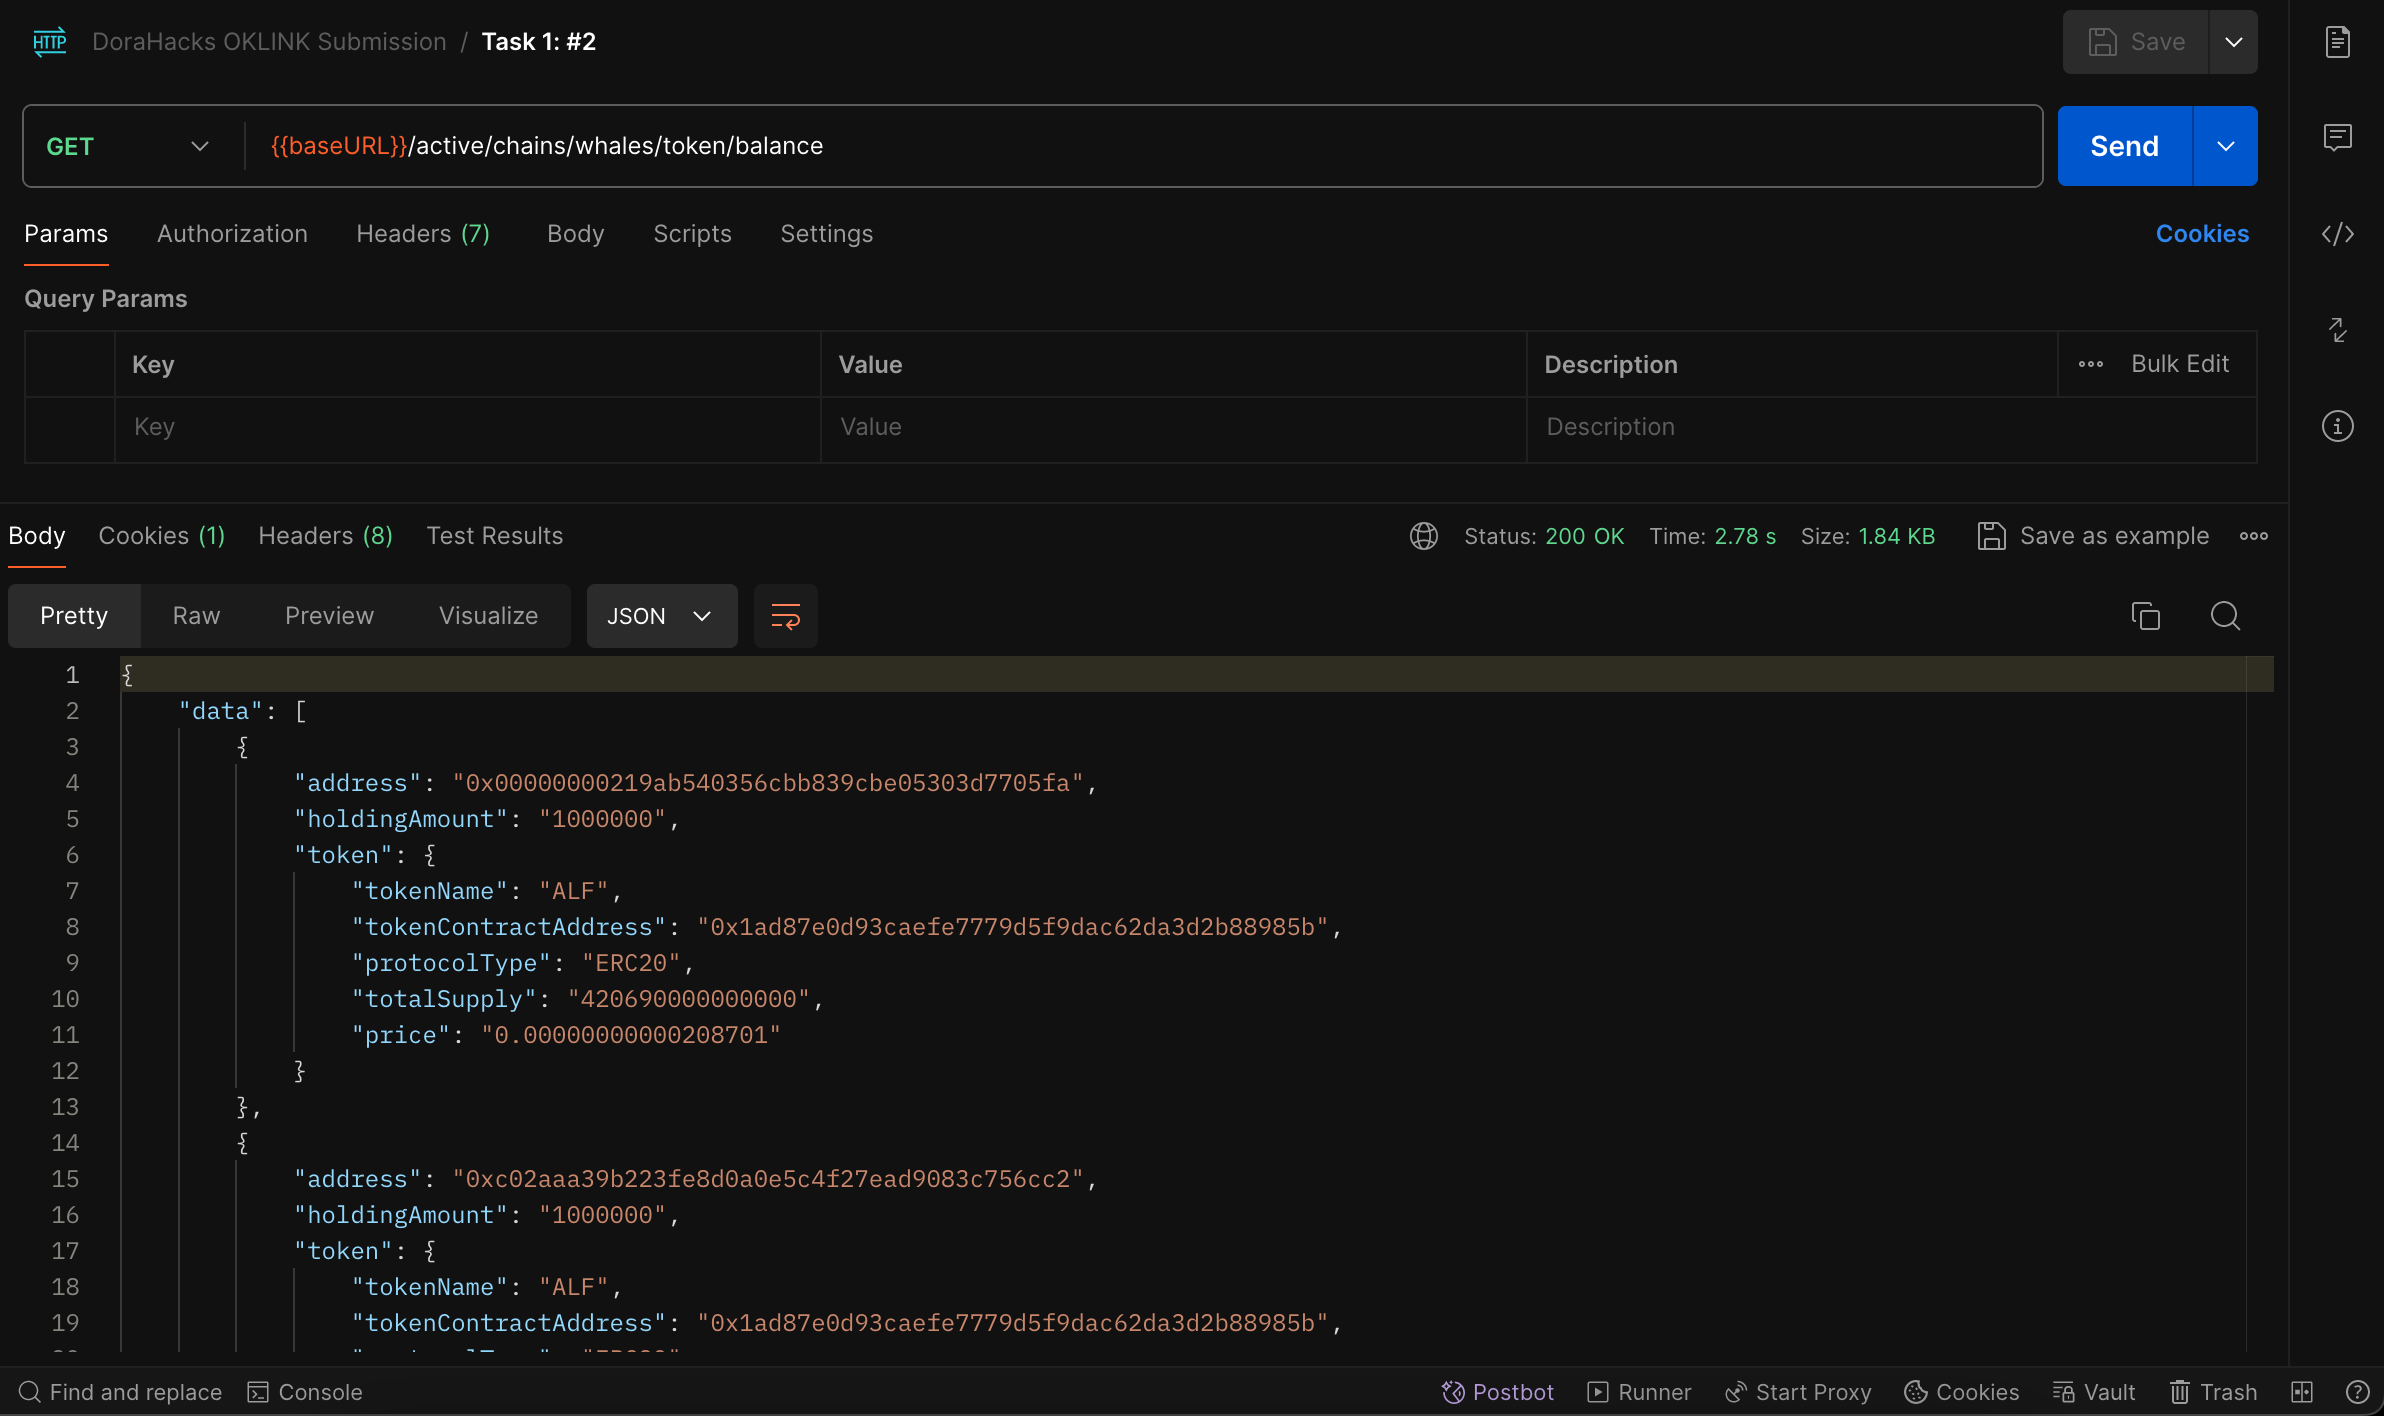 HTTP DoraHacks OKLINK Submission / Task 1: #2 Save
GET {{baseURL}}/active/chains/whales/token/balance Send
Params Authorization Headers (7) Body Scripts Settings Cookies
Query Params
Key Value Description Bulk Edit
Key Value Description
Body Cookies (1) Headers (8) Test Results Status: 200 OK Time: 2.78 s Size: 1.84 KB Save as example
Pretty Raw Preview Visualize JSON
1 {
2 "data": [
3 {
4 "address": "0x00000000219ab540356cbb839cbe05303d7705fa",
5 "holdingAmount": "1000000",
6 "token": {
7 "tokenName": "ALF",
8 "tokenContractAddress": "0x1ad87e0d93caefe7779d5f9dac62da3d2b88985b",
9 "protocolType": "ERC20",
10 "totalSupply": "420690000000000",
11 "price": "0.00000000000208701"
12 }
13 },
14 {
15 "address": "0xc02aaa39b223fe8d0a0e5c4f27ead9083c756cc2",
16 "holdingAmount": "1000000",
17 "token": {
18 "tokenName": "ALF",
19 "tokenContractAddress": "0x1ad87e0d93caefe7779d5f9dac62da3d2b88985b",
Find and replace Console Postbot Runner Start Proxy Cookies Vault Trash